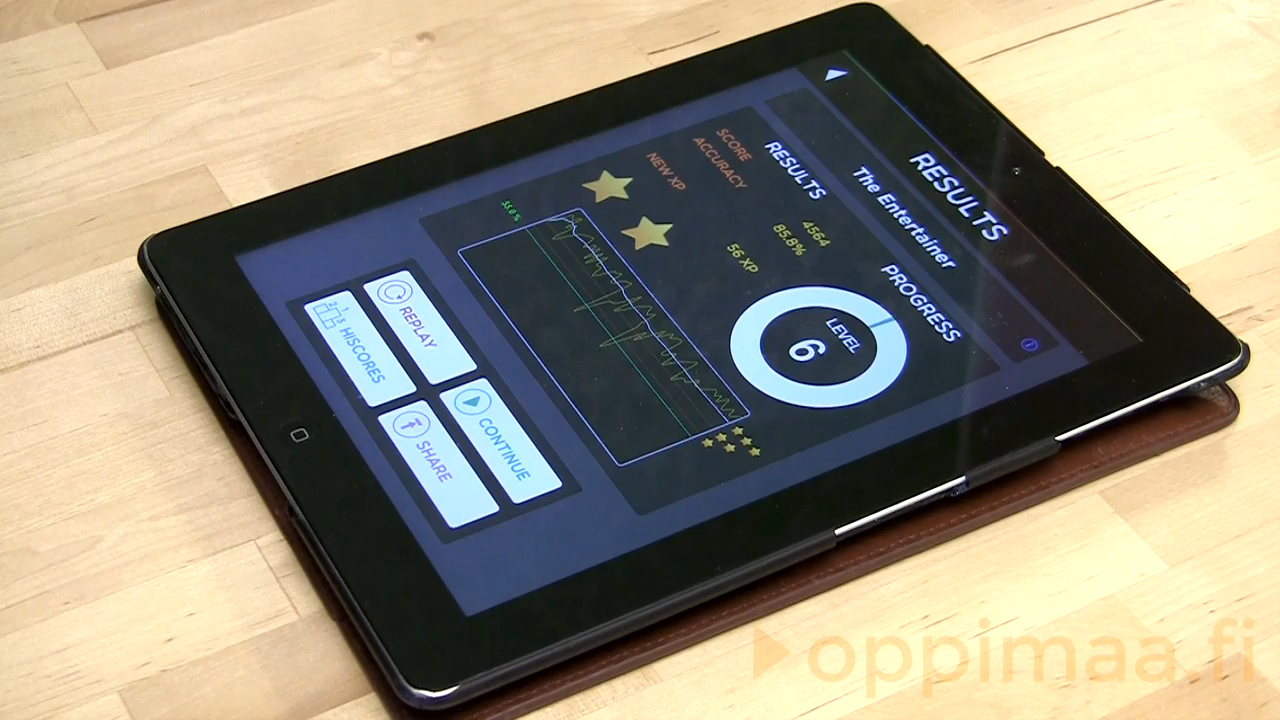 RESULTS
The Entertainer
RESULTS
PROGRESS
SCORE 4564
ACCURACY 85.8%
NEW XP 56 XP
LEVEL
6
REPLAY
CONTINUE
HISCORES
SHARE
oppimaa.fi